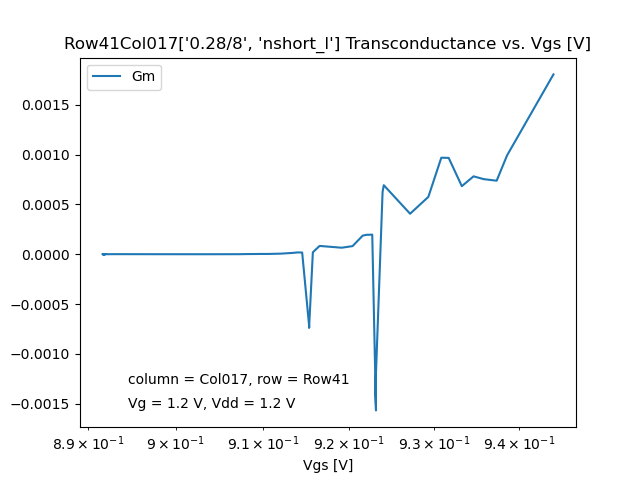 Row41Col017['0.28/8', 'nshort_l'] Transconductance vs. Vgs [V]
Gm
0.0015
0.0010
0.0005
0.0000
−0.0005
−0.0010
−0.0015
column = Col017, row = Row41
Vg = 1.2 V, Vdd = 1.2 V
8.9 × 10⁻¹ 9 × 10⁻¹ 9.1 × 10⁻¹ 9.2 × 10⁻¹ 9.3 × 10⁻¹ 9.4 × 10⁻¹
Vgs [V]